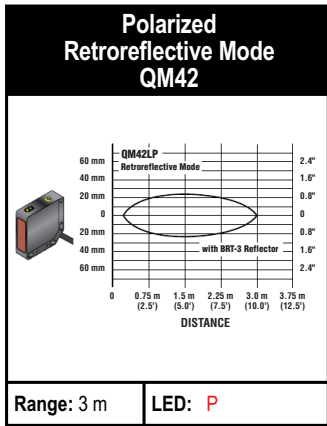 Polarized
Retroreflective Mode
QM42
QM42LP
Retroreflective Mode
60 mm 2.4"
40 mm 1.6"
20 mm 0.8"
0 0
20 mm 0.8"
40 mm with BRT-3 Reflector 1.6"
60 mm 2.4"
0 0.75 m 1.5 m 2.25 m 3.0 m 3.75 m
(2.5') (5.0') (7.5') (10.0') (12.5')
DISTANCE
Range: 3 m LED: P